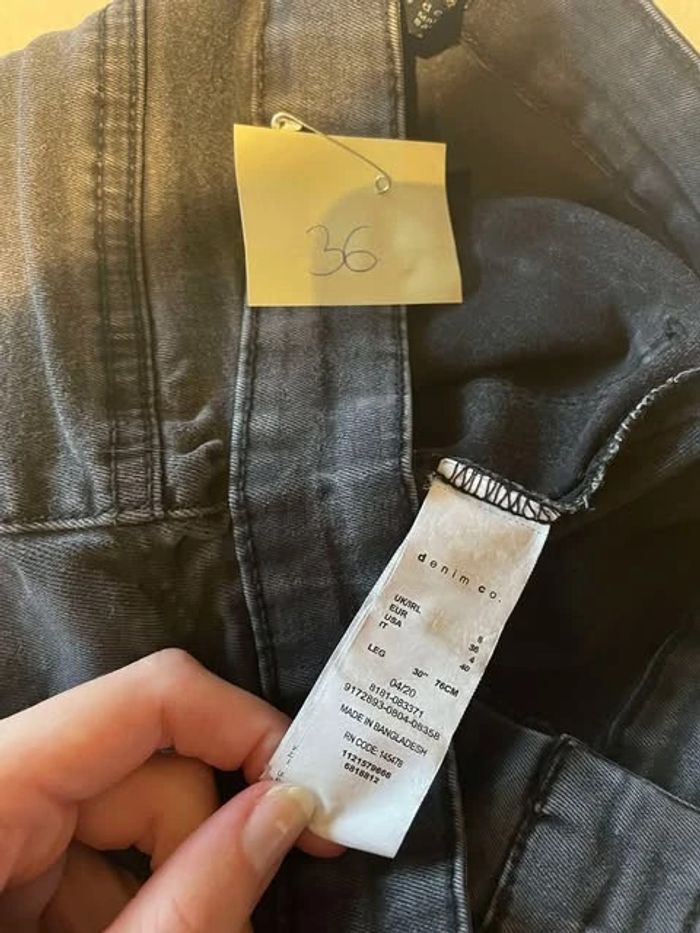 36
denim co.
UK/IRL 8
EUR 36
USA 4
IT 40
LEG 30" 76CM
04/20
8181-083371
9172893-0804-08358
MADE IN BANGLADESH
RN CODE: 145478
1121579666
6818812